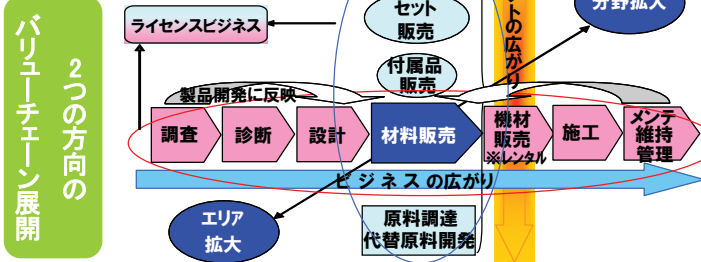 2つの方向の
バリューチェーン展開
ライセンスビジネス
セット
販売
付属品
販売
分野拡大
トの広がり
製品開発に反映
調査
診断
設計
材料販売
機材
販売
※レンタル
施工
メンテ
維持
管理
ビジネスの広がり
エリア
拡大
原料調達
代替原料開発